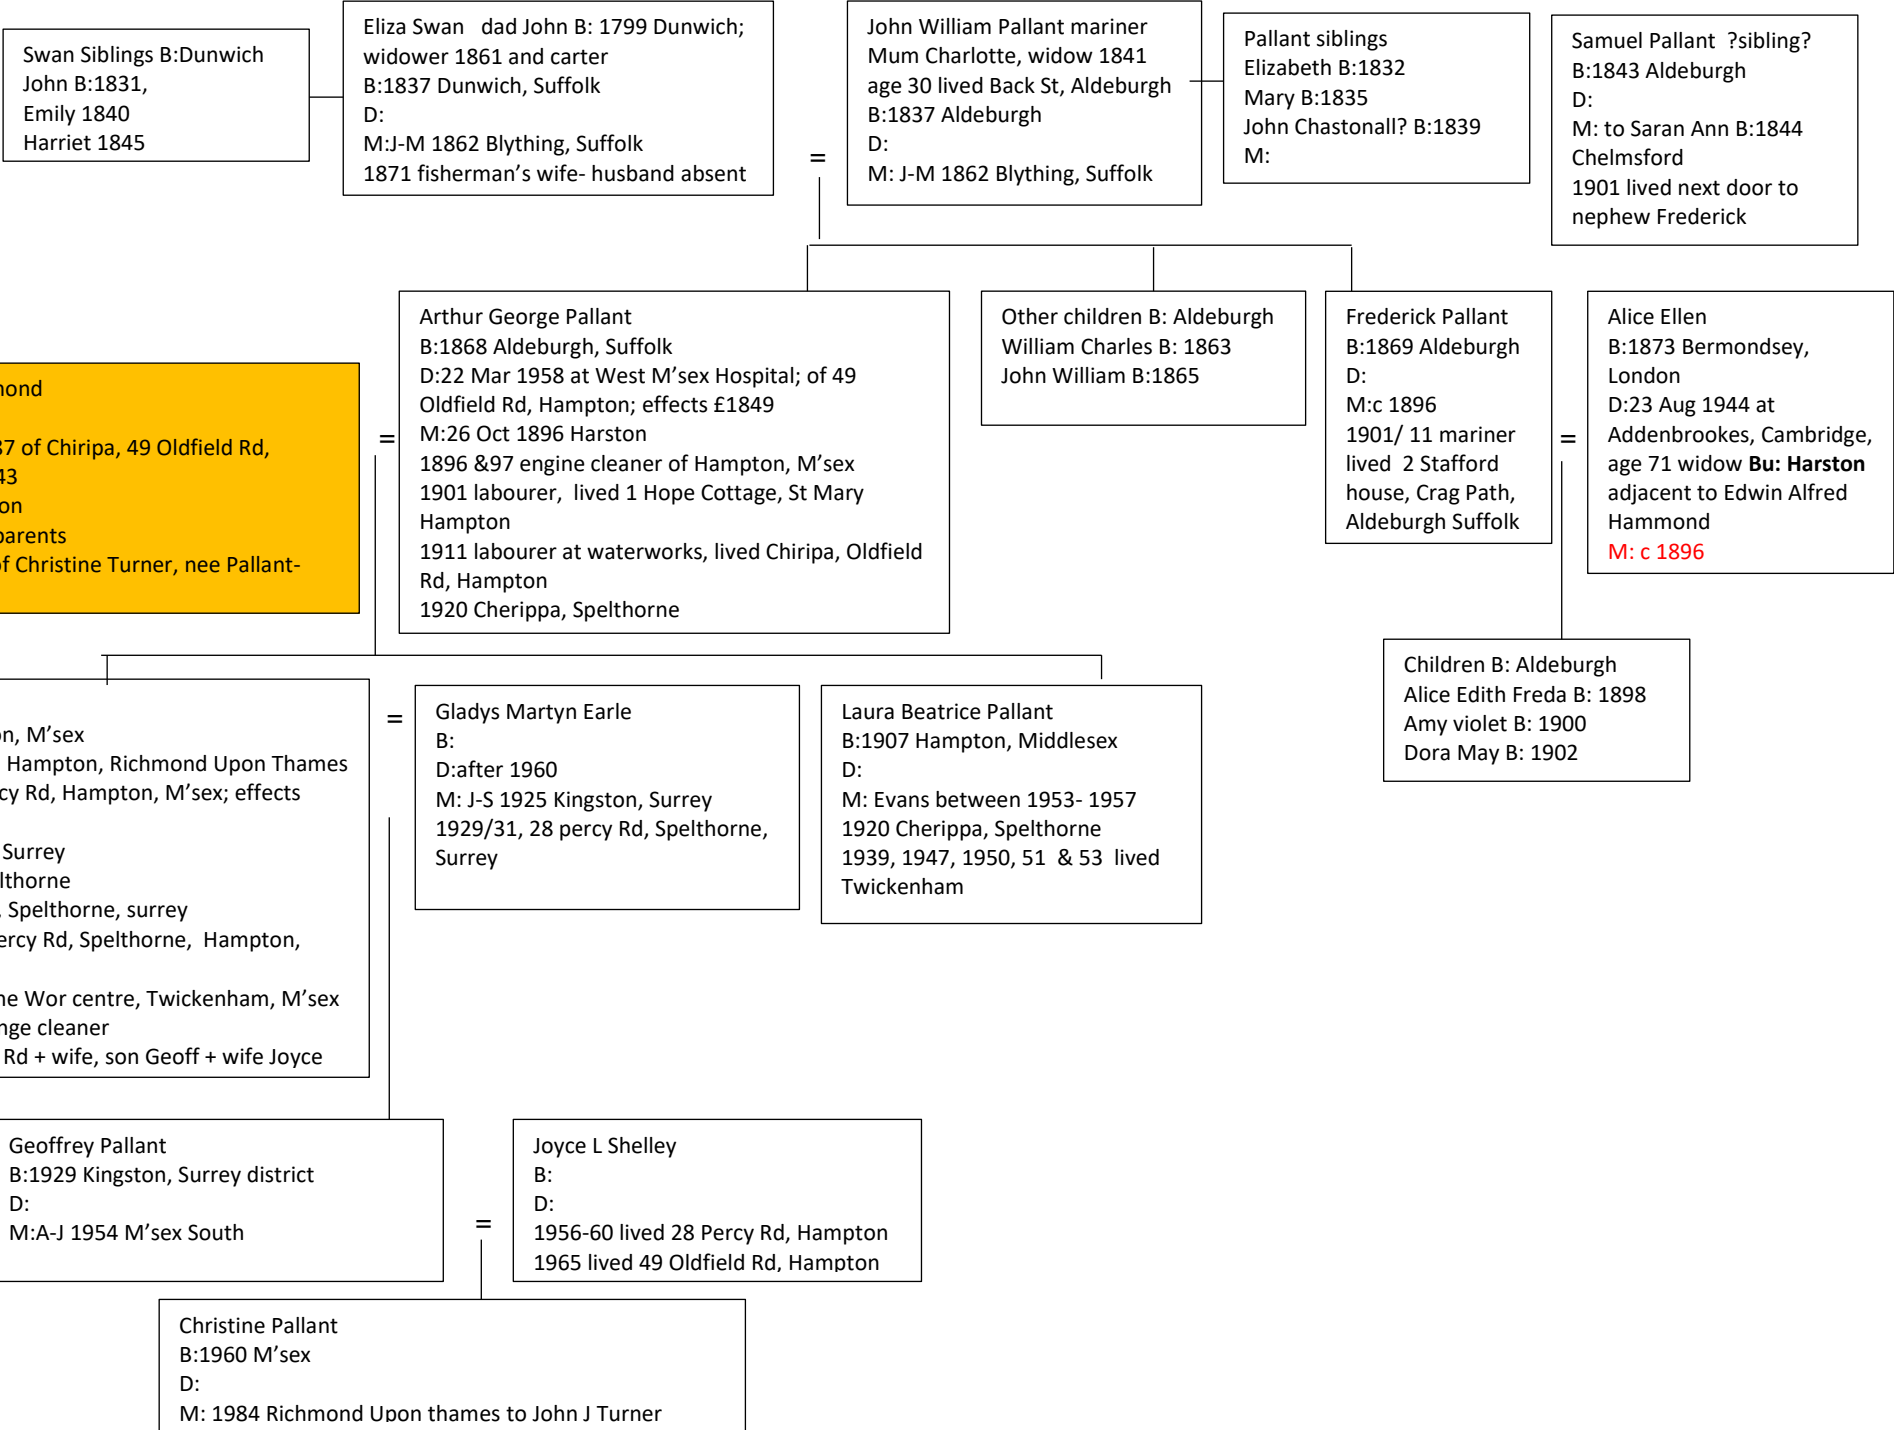 Swan Siblings B:Dunwich
John B:1831,
Emily 1840
Harriet 1845
Eliza Swan   dad John B: 1799 Dunwich;
widower 1861 and carter
B:1837 Dunwich, Suffolk
D:
M:J-M 1862 Blything, Suffolk
1871 fisherman’s wife- husband absent
=
John William Pallant mariner
Mum Charlotte, widow 1841
age 30 lived Back St, Aldeburgh
B:1837 Aldeburgh
D:
M: J-M 1862 Blything, Suffolk
Pallant siblings
Elizabeth B:1832
Mary B:1835
John Chastonall? B:1839
M:
Samuel Pallant  ?sibling?
B:1843 Aldeburgh
D:
M: to Saran Ann B:1844
Chelmsford
1901 lived next door to
nephew Frederick
mond
37 of Chiripa, 49 Oldfield Rd,
43
on
parents
of Christine Turner, nee Pallant-
=
Arthur George Pallant
B:1868 Aldeburgh, Suffolk
D:22 Mar 1958 at West M’sex Hospital; of 49
Oldfield Rd, Hampton; effects £1849
M:26 Oct 1896 Harston
1896 &97 engine cleaner of Hampton, M’sex
1901 labourer,  lived 1 Hope Cottage, St Mary
Hampton
1911 labourer at waterworks, lived Chiripa, Oldfield
Rd, Hampton
1920 Cherippa, Spelthorne
Other children B: Aldeburgh
William Charles B: 1863
John William B:1865
Frederick Pallant
B:1869 Aldeburgh
D:
M:c 1896
1901/ 11 mariner
lived  2 Stafford
house, Crag Path,
Aldeburgh Suffolk
=
Alice Ellen
B:1873 Bermondsey,
London
D:23 Aug 1944 at
Addenbrookes, Cambridge,
age 71 widow Bu: Harston
adjacent to Edwin Alfred
Hammond
M: c 1896
Children B: Aldeburgh
Alice Edith Freda B: 1898
Amy violet B: 1900
Dora May B: 1902
on, M’sex
Hampton, Richmond Upon Thames
cy Rd, Hampton, M’sex; effects
Surrey
lthorne
, Spelthorne, surrey
ercy Rd, Spelthorne,  Hampton,
ne Wor centre, Twickenham, M’sex
nge cleaner
Rd + wife, son Geoff + wife Joyce
=
Gladys Martyn Earle
B:
D:after 1960
M: J-S 1925 Kingston, Surrey
1929/31, 28 percy Rd, Spelthorne,
Surrey
Laura Beatrice Pallant
B:1907 Hampton, Middlesex
D:
M: Evans between 1953- 1957
1920 Cherippa, Spelthorne
1939, 1947, 1950, 51  & 53  lived
Twickenham
Geoffrey Pallant
B:1929 Kingston, Surrey district
D:
M:A-J 1954 M’sex South
=
Joyce L Shelley
B:
D:
1956-60 lived 28 Percy Rd, Hampton
1965 lived 49 Oldfield Rd, Hampton
Christine Pallant
B:1960 M’sex
D:
M: 1984 Richmond Upon thames to John J Turner